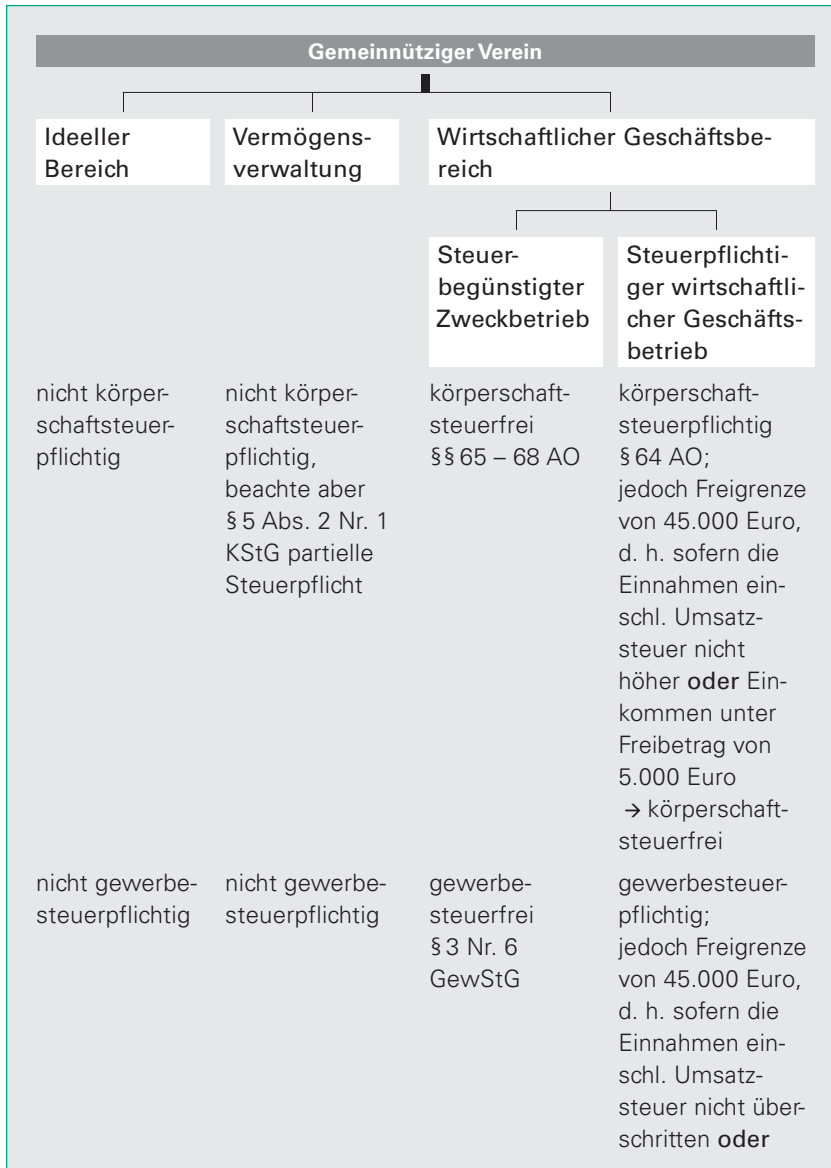 Gemeinnütziger Verein
Ideeller
Bereich
Vermögens-
verwaltung
Wirtschaftlicher Geschäftsbe-
reich
Steuer-
begünstigter
Zweckbetrieb
Steuerpflichti-
ger wirtschaftli-
cher Geschäfts-
betrieb
nicht körper-
schaftsteuer-
pflichtig
nicht körper-
schaftsteuer-
pflichtig,
beachte aber
§ 5 Abs. 2 Nr. 1
KStG partielle
Steuerpflicht
körperschaft-
steuerfrei
§§ 65 – 68 AO
körperschaft-
steuerpflichtig
§ 64 AO;
jedoch Freigrenze
von 45.000 Euro,
d. h. sofern die
Einnahmen ein-
schl. Umsatz-
steuer nicht
höher oder Ein-
kommen unter
Freibetrag von
5.000 Euro
→ körperschaft-
steuerfrei
nicht gewerbe-
steuerpflichtig
nicht gewerbe-
steuerpflichtig
gewerbe-
steuerfrei
§ 3 Nr. 6
GewStG
gewerbesteuer-
pflichtig;
jedoch Freigrenze
von 45.000 Euro,
d. h. sofern die
Einnahmen ein-
schl. Umsatz-
steuer nicht über-
schritten oder